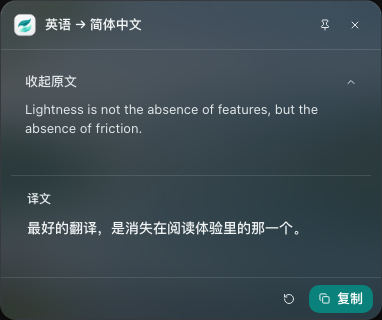 英语 → 简体中文
收起原文
Lightness is not the absence of features, but the
absence of friction.
译文
最好的翻译，是消失在阅读体验里的那一个。
复制